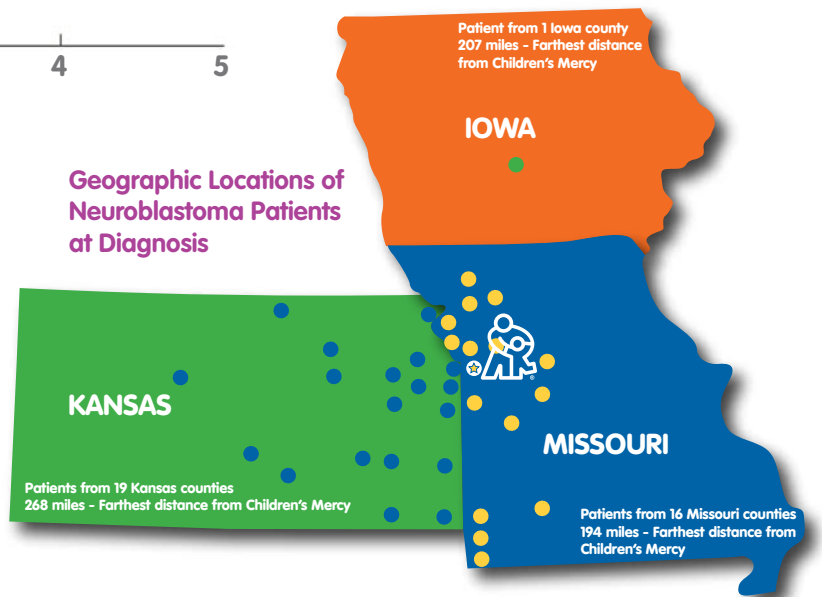 4 5
Patient from 1 Iowa county
207 miles – Farthest distance
from Children's Mercy
IOWA
Geographic Locations of
Neuroblastoma Patients
at Diagnosis
KANSAS
MISSOURI
Patients from 19 Kansas counties
268 miles – Farthest distance from Children's Mercy
Patients from 16 Missouri counties
194 miles – Farthest distance from
Children's Mercy
®